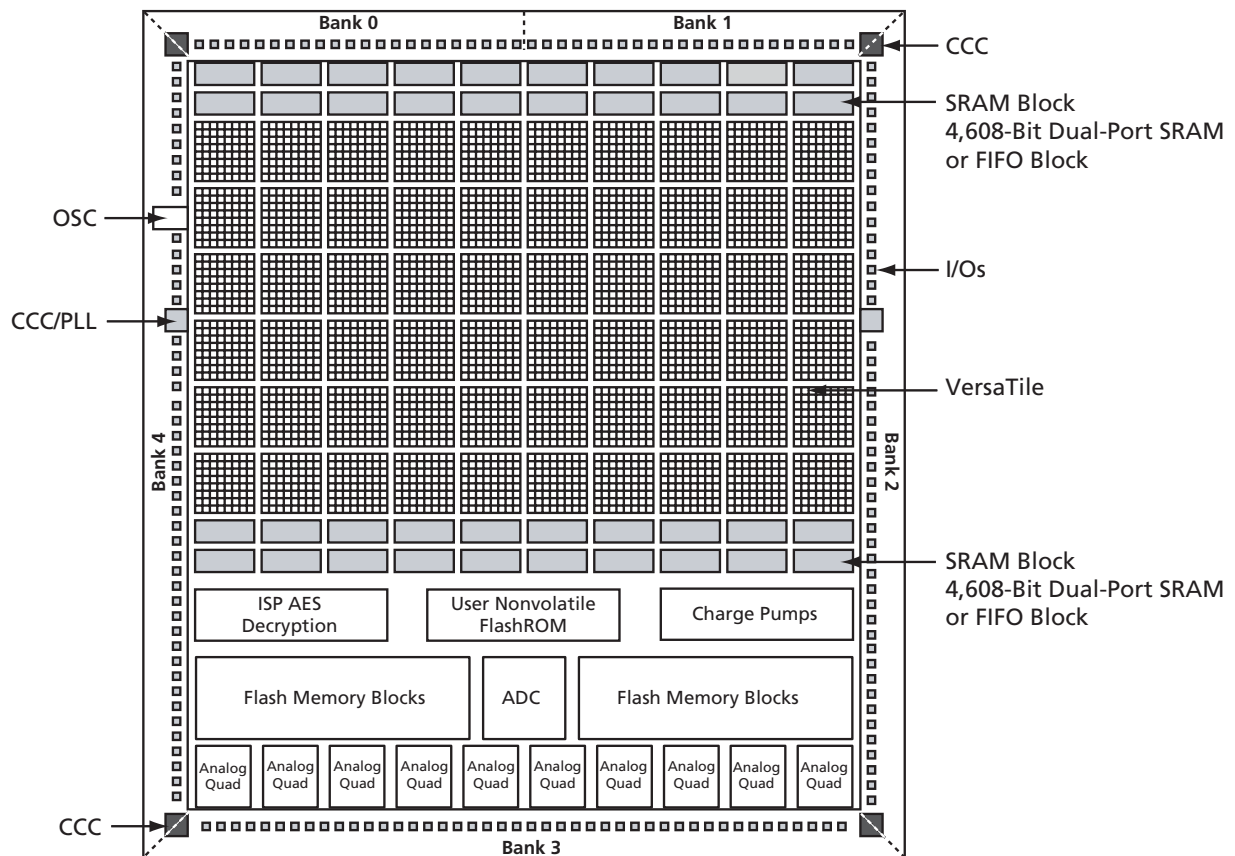 Bank 0
Bank 1
CCC
SRAM Block
4,608-Bit Dual-Port SRAM
or FIFO Block
OSC
I/Os
CCC/PLL
VersaTile
Bank 4
Bank 2
SRAM Block
4,608-Bit Dual-Port SRAM
or FIFO Block
ISP AES
Decryption
User Nonvolatile
FlashROM
Charge Pumps
Flash Memory Blocks
ADC
Flash Memory Blocks
Analog
Quad
Analog
Quad
Analog
Quad
Analog
Quad
Analog
Quad
Analog
Quad
Analog
Quad
Analog
Quad
Analog
Quad
Analog
Quad
CCC
Bank 3